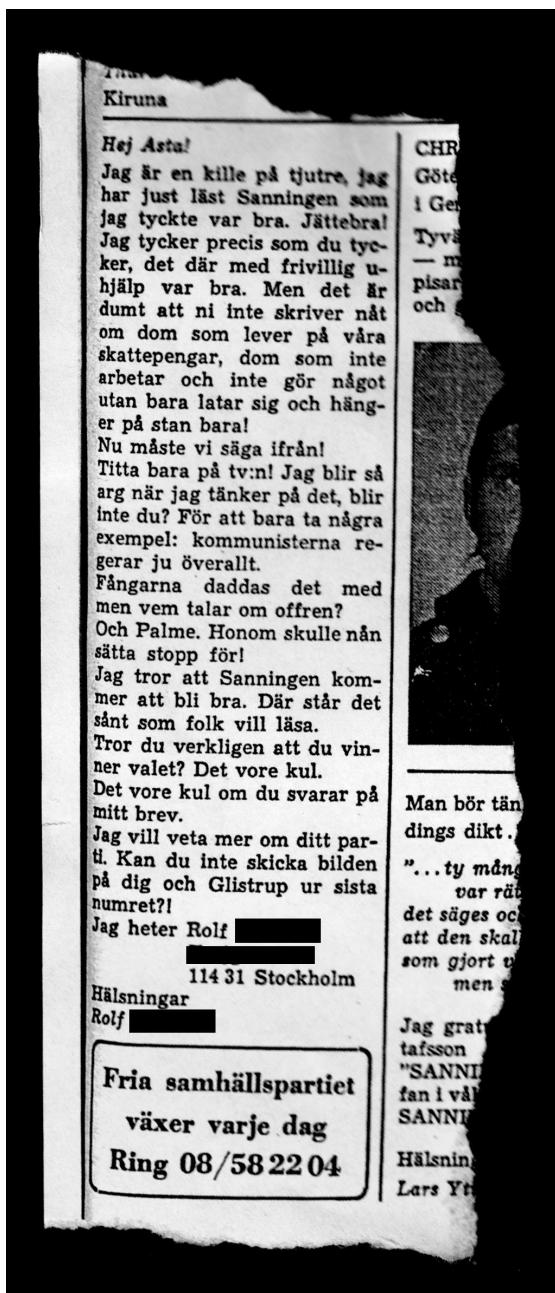 Kiruna
Hej Asta!
Jag är en kille på tjutre, jag
har just läst Sanningen som
jag tyckte var bra. Jättebra!
Jag tycker precis som du tyc-
ker, det där med frivillig u-
hjälp var bra. Men det är
dumt att ni inte skriver nåt
om dom som lever på våra
skattepengar, dom som inte
arbetar och inte gör något
utan bara latar sig och häng-
er på stan bara!
Nu måste vi säga ifrån!
Titta bara på tv:n! Jag blir så
arg när jag tänker på det, blir
inte du? För att bara ta några
exempel: kommunisterna re-
gerar ju överallt.
Fångarna daddas det med
men vem talar om offren?
Och Palme. Honom skulle nån
sätta stopp för!
Jag tror att Sanningen kom-
mer att bli bra. Där står det
sånt som folk vill läsa.
Tror du verkligen att du vin-
ner valet? Det vore kul.
Det vore kul om du svarar på
mitt brev.
Jag vill veta mer om ditt par-
ti. Kan du inte skicka bilden
på dig och Glistrup ur sista
numret?!
Jag heter Rolf
114 31 Stockholm
Hälsningar
Rolf
Fria samhällspartiet
växer varje dag
Ring 08/58 22 04
CHR
Göte
i Ge
Tyvä
— m
pisar
och
Man bör tän
dings dikt.
"...ty mång
var rät
det säges oc
att den skal
som gjort v
men s
Jag grat
tafsson
"SANNI
fan i vål
SANNI
Hälsnin
Lars Yt